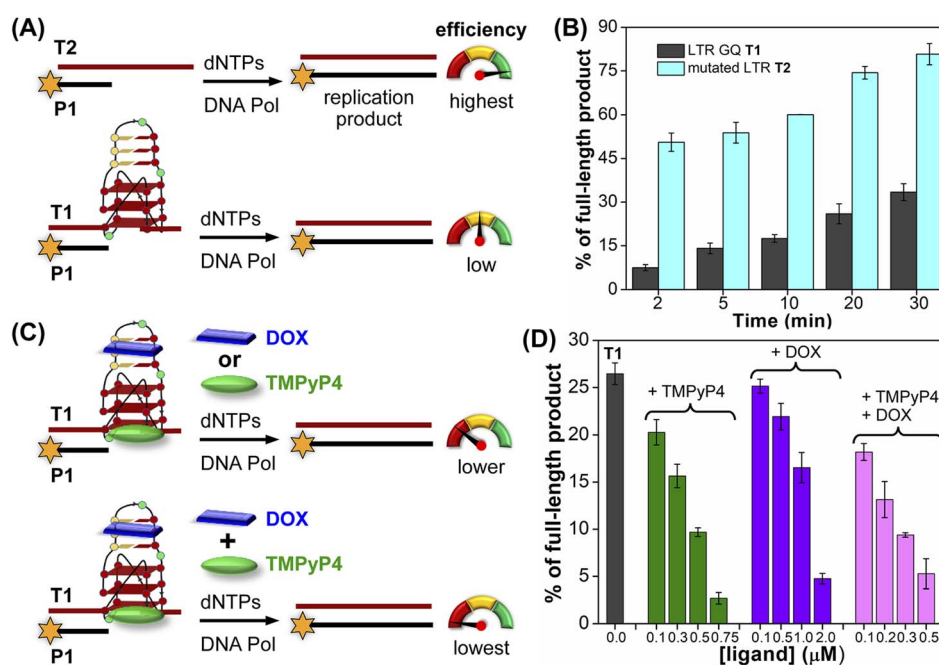 (A)
T2
efficiency
dNTPs
P1
DNA Pol
replication
product
highest
T1
dNTPs
P1
DNA Pol
low
(B)
% of full-length product
90
75
60
45
30
15
0
LTR GQ T1
mutated LTR T2
2 5 10 20 30
Time (min)
(C)
DOX
or
TMPyP4
T1
dNTPs
P1
DNA Pol
lower
DOX
+
TMPyP4
T1
dNTPs
P1
DNA Pol
lowest
(D)
% of full-length product
30
25
20
15
10
5
0
T1
+ TMPyP4
+ DOX
+ TMPyP4
+ DOX
0.0 0.1 0.3 0.5 0.75 0.1 0.5 1.0 2.0 0.1 0.20 0.3 0.5
[ligand] (μM)